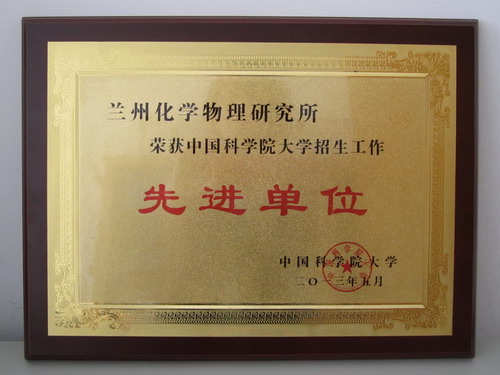 兰州化学物理研究所
荣获中国科学院大学招生工作
先进单位
中国科学院大学
二〇一三年五月